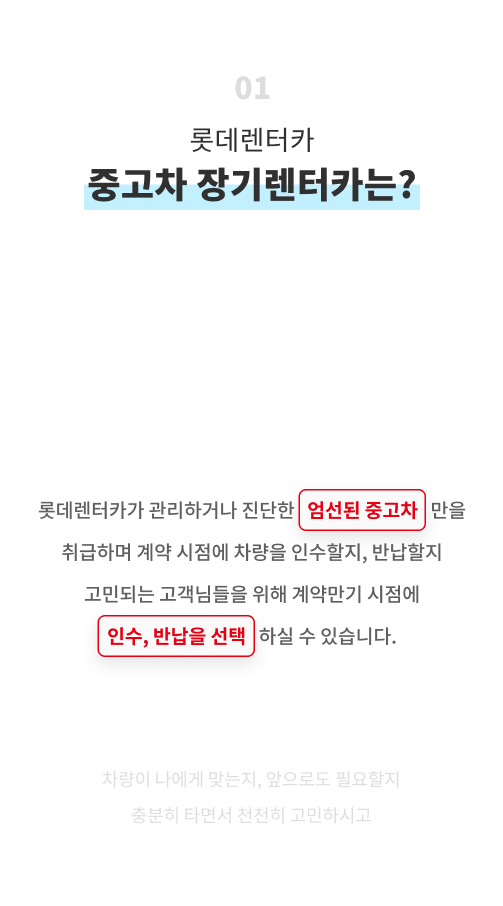 01
롯데렌터카
중고차 장기렌터카는?
롯데렌터카가 관리하거나 진단한 엄선된 중고차 만을
취급하며 계약 시점에 차량을 인수할지, 반납할지
고민되는 고객님들을 위해 계약만기 시점에
인수, 반납을 선택 하실 수 있습니다.
차량이 나에게 맞는지, 앞으로도 필요할지
충분히 타면서 천천히 고민하시고